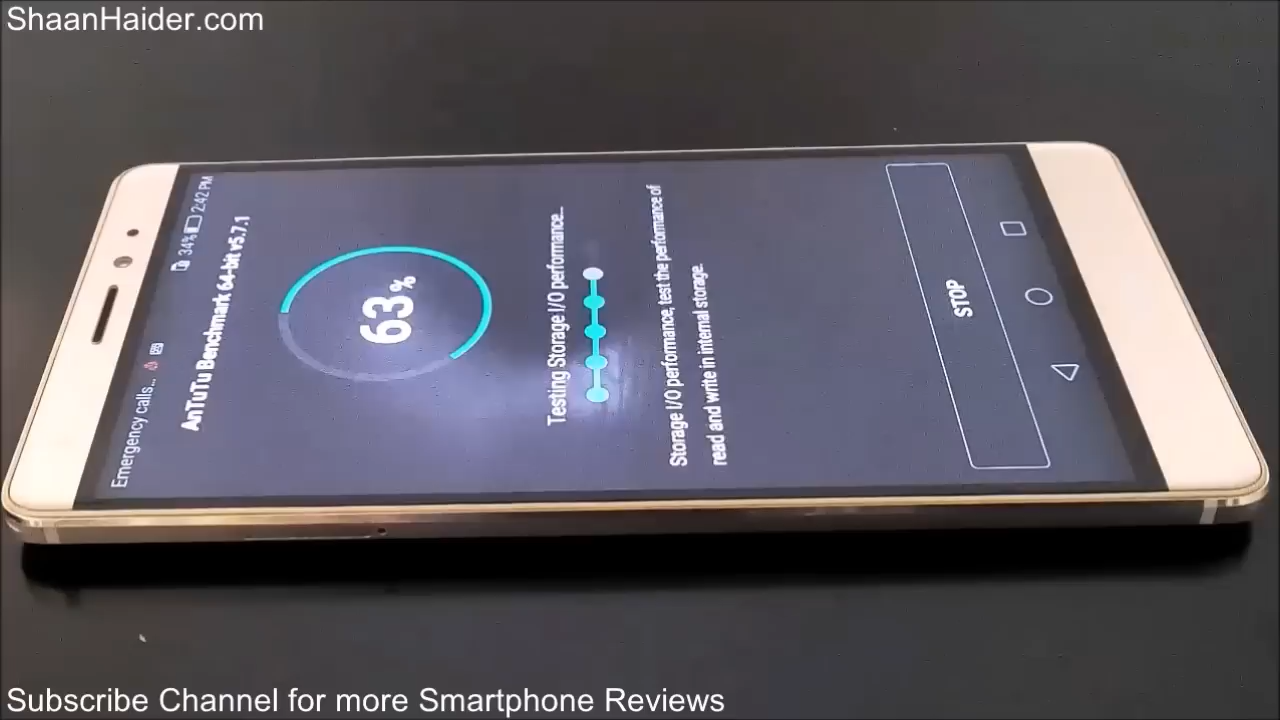 ShaanHaider.com
Emergency calls...
34% 2:42 PM
AnTuTu Benchmark 64-bit v5.7.1
63%
Testing Storage I/O performance...
Storage I/O performance, test the performance of
read and write in internal storage.
STOP
Subscribe Channel for more Smartphone Reviews